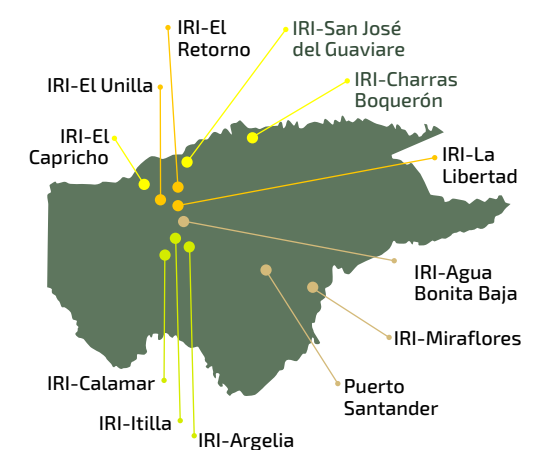 IRI-El
Retorno
IRI-San José
del Guaviare
IRI-El Unilla
IRI-Charras
Boquerón
IRI-El
Capricho
IRI-La
Libertad
IRI-Agua
Bonita Baja
IRI-Miraflores
IRI-Calamar
Puerto
Santander
IRI-Itilla
IRI-Argelia